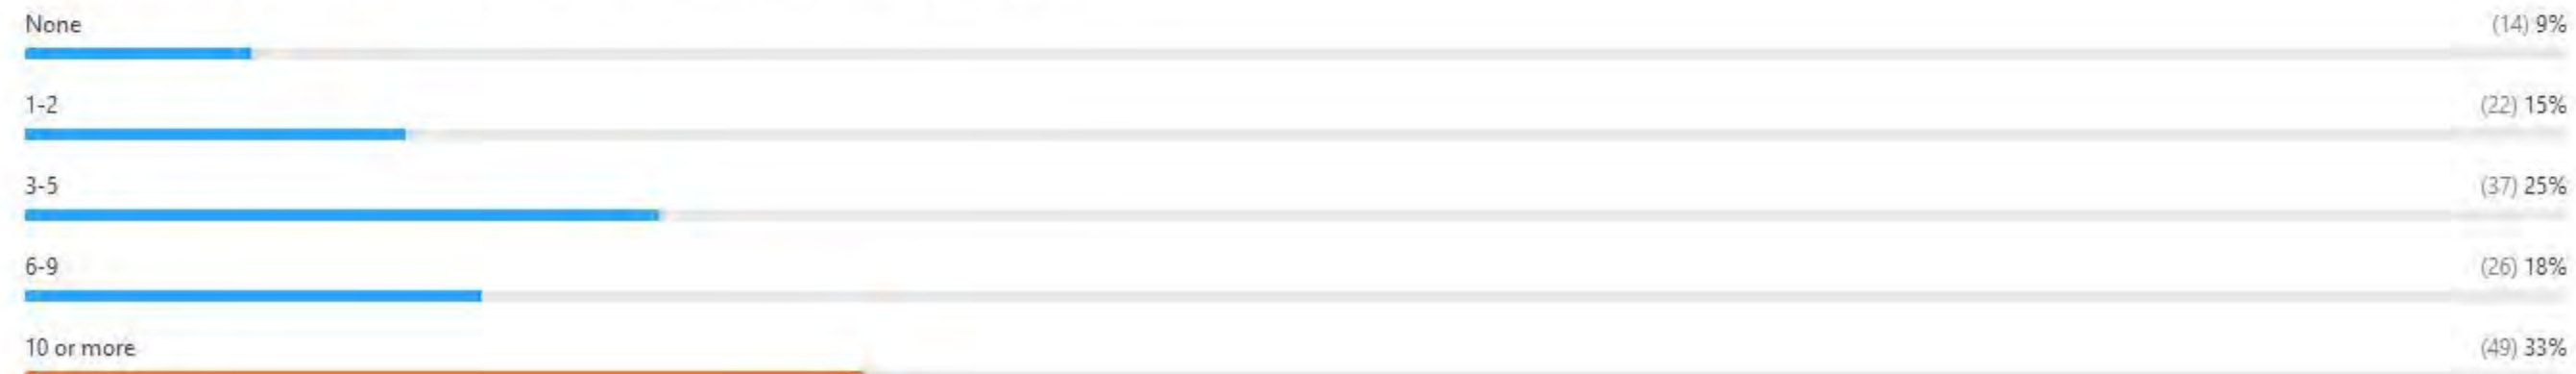 None (14) 9%
1-2 (22) 15%
3-5 (37) 25%
6-9 (26) 18%
10 or more (49) 33%